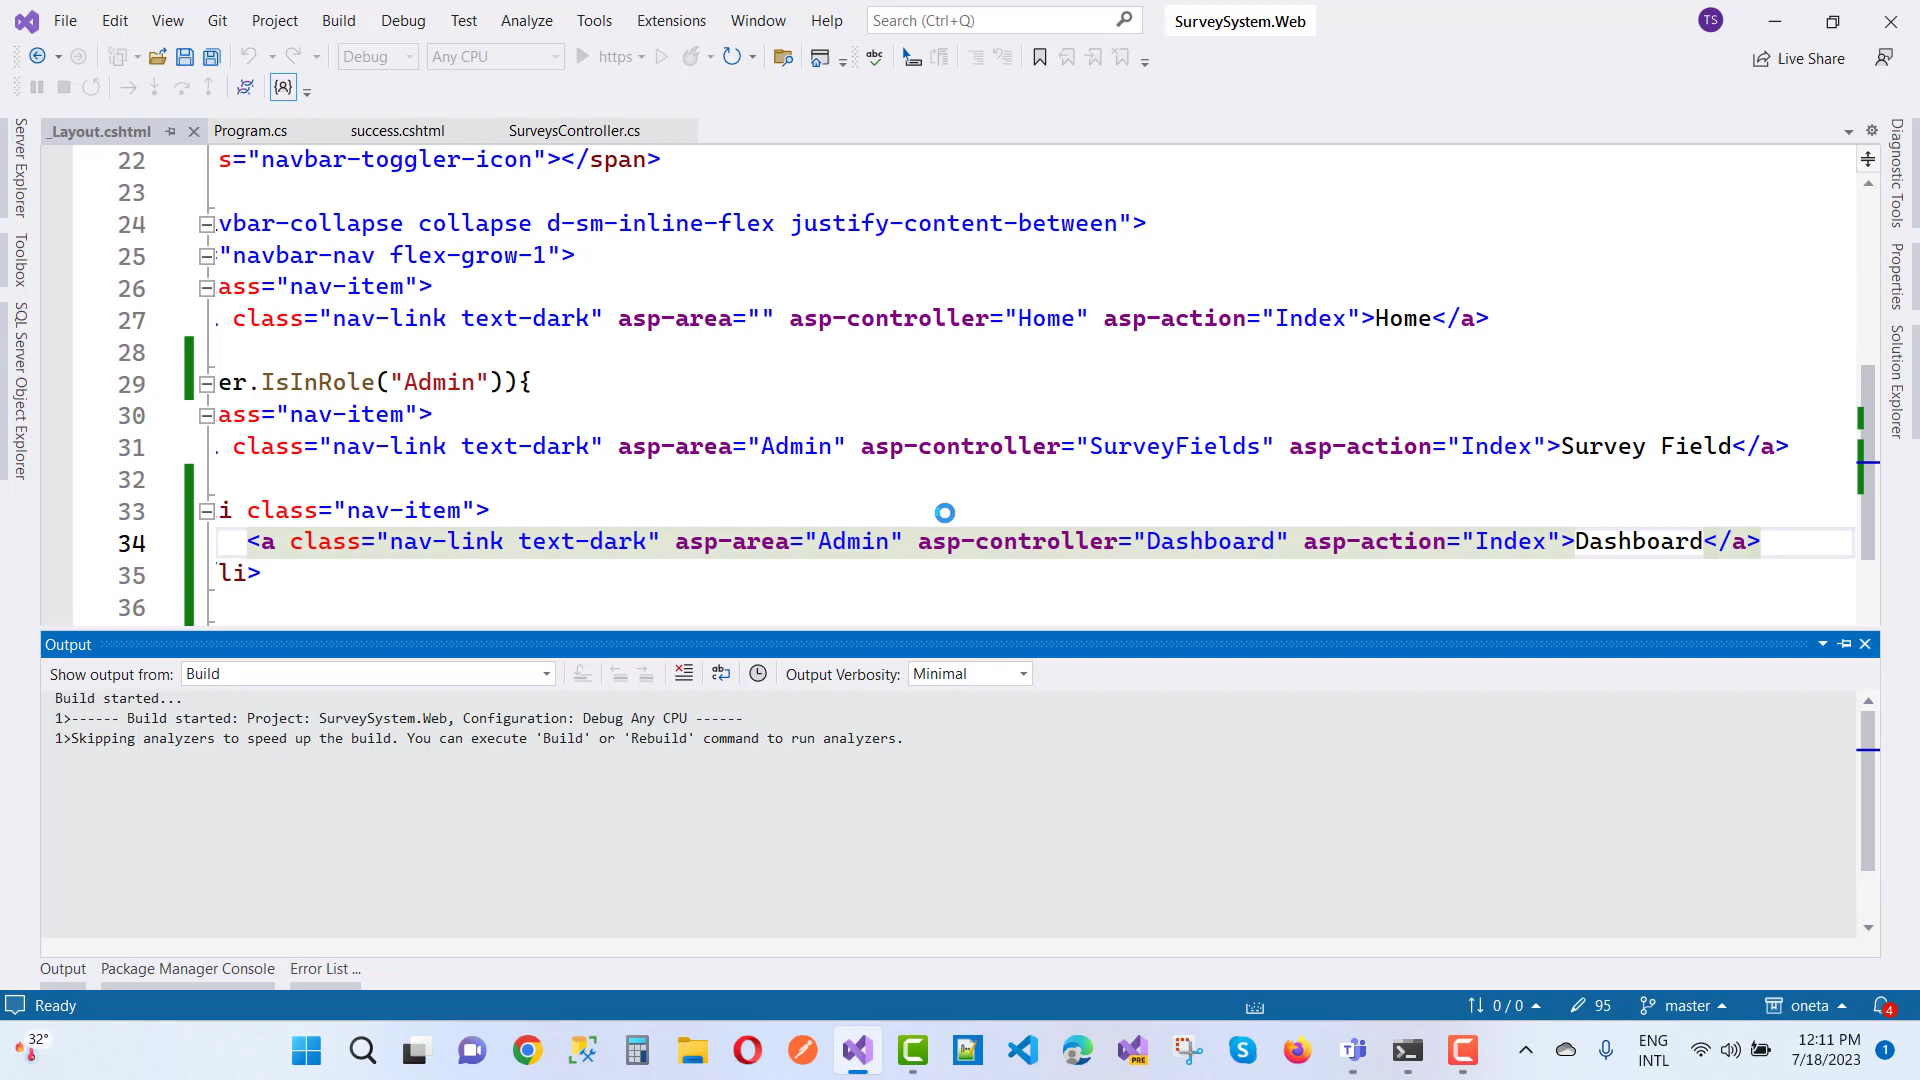 File Edit View Git Project Build Debug Test Analyze Tools Extensions Window Help Search (Ctrl+Q) SurveySystem.Web TS
Debug Any CPU https Live Share
_Layout.cshtml Program.cs success.cshtml SurveysController.cs
Server Explorer
Toolbox
SQL Server Object Explorer
22 s="navbar-toggler-icon"></span>
23
24 vbar-collapse collapse d-sm-inline-flex justify-content-between">
25 "navbar-nav flex-grow-1">
26 ass="nav-item">
27 class="nav-link text-dark" asp-area="" asp-controller="Home" asp-action="Index">Home</a>
28
29 er.IsInRole("Admin")){
30 ass="nav-item">
31 class="nav-link text-dark" asp-area="Admin" asp-controller="SurveyFields" asp-action="Index">Survey Field</a>
32
33 i class="nav-item">
34 <a class="nav-link text-dark" asp-area="Admin" asp-controller="Dashboard" asp-action="Index">Dashboard</a>
35 li>
36
Diagnostic Tools
Properties
Solution Explorer
Output
Show output from: Build Output Verbosity: Minimal
Build started...
1>------ Build started: Project: SurveySystem.Web, Configuration: Debug Any CPU ------
1>Skipping analyzers to speed up the build. You can execute 'Build' or 'Rebuild' command to run analyzers.
Output Package Manager Console Error List ...
Ready 0 / 0 95 master oneta 4
32° PRE ENG INTL 12:11 PM 7/18/2023 1